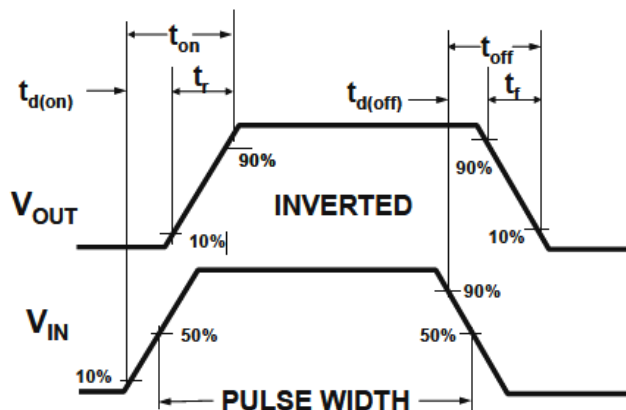 t_on
t_off
t_d(on)
t_r
t_d(off)
t_f
90%
90%
V_OUT
INVERTED
10%
10%
90%
V_IN
50%
50%
10%
PULSE WIDTH